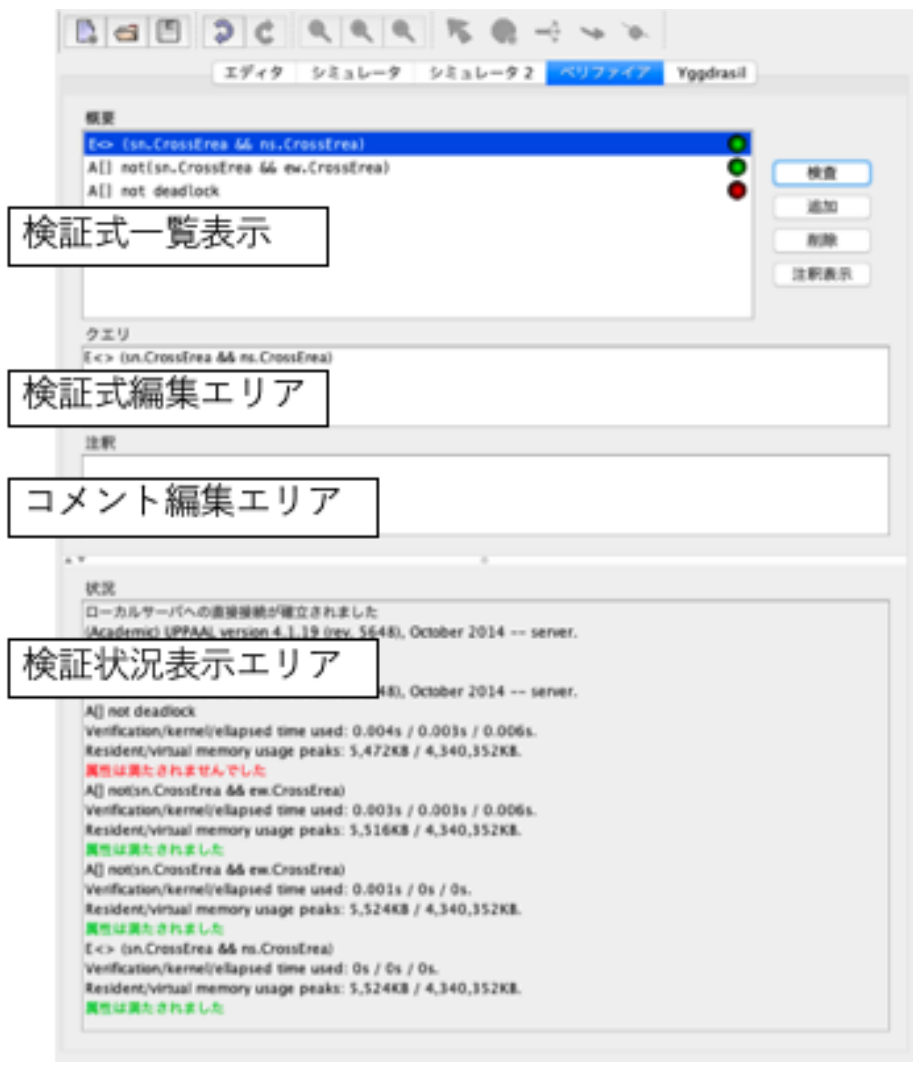 エディタ シミュレータ シミュレータ 2 ベリファイア Yggdrasil
概要
E<> (sn.CrossErea && ns.CrossErea)
A[] not(sn.CrossErea && ew.CrossErea)
A[] not deadlock
検査
追加
削除
注釈表示
検証式一覧表示
クエリ
E<> (sn.CrossErea && ns.CrossErea)
検証式編集エリア
注釈
コメント編集エリア
状況
ローカルサーバへの直接接続が確立されました
(Academic) UPPAAL version 4.1.19 (rev. 5648), October 2014 -- server.
検証状況表示エリア
48), October 2014 -- server.
A[] not deadlock
Verification/kernel/ellapsed time used: 0.004s / 0.003s / 0.006s.
Resident/virtual memory usage peaks: 5,472KB / 4,340,352KB.
属性は満たされませんでした
A[] not(sn.CrossErea && ew.CrossErea)
Verification/kernel/ellapsed time used: 0.003s / 0.003s / 0.006s.
Resident/virtual memory usage peaks: 5,516KB / 4,340,352KB.
属性は満たされました
A[] not(sn.CrossErea && ew.CrossErea)
Verification/kernel/ellapsed time used: 0.001s / 0s / 0s.
Resident/virtual memory usage peaks: 5,524KB / 4,340,352KB.
属性は満たされました
E<> (sn.CrossErea && ns.CrossErea)
Verification/kernel/ellapsed time used: 0s / 0s / 0s.
Resident/virtual memory usage peaks: 5,524KB / 4,340,352KB.
属性は満たされました